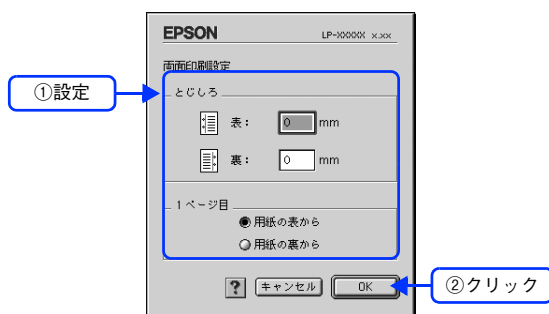 EPSON LP-XXXXX x.xx
両面印刷設定
①設定
とじしろ
表： 0 mm
裏： 0 mm
1ページ目
用紙の表から
用紙の裏から
? キャンセル OK
②クリック